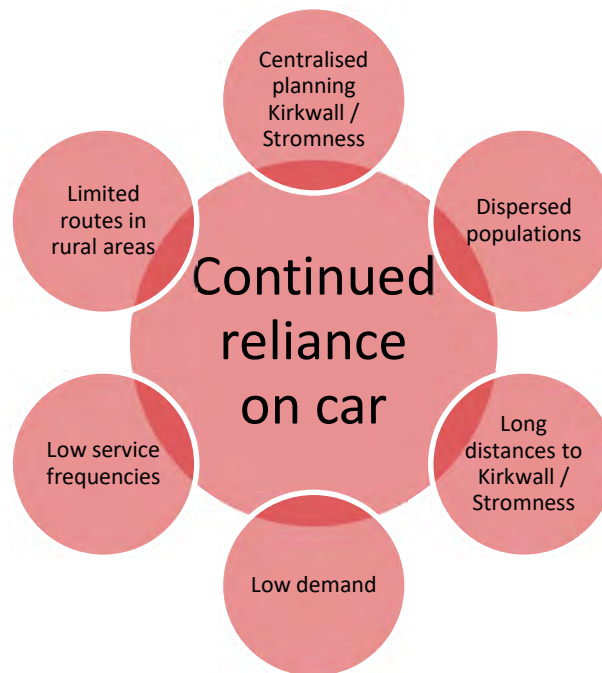 Centralised
planning
Kirkwall /
Stromness
Dispersed
populations
Long
distances to
Kirkwall /
Stromness
Low demand
Low service
frequencies
Limited
routes in
rural areas
Continued
reliance
on car